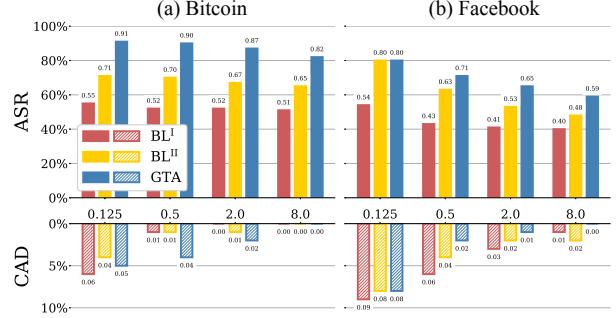 (a) Bitcoin (b) Facebook
100%
80%
60%
40%
20%
0%
ASR
0.55 0.71 0.91 0.52 0.70 0.90 0.52 0.67 0.87 0.51 0.65 0.82
0.54 0.80 0.80 0.43 0.63 0.71 0.41 0.53 0.65 0.40 0.48 0.59
BL^I
BL^II
GTA
0.125 0.5 2.0 8.0 0.125 0.5 2.0 8.0
0%
5%
10%
CAD
0.06 0.04 0.05 0.01 0.01 0.04 0.00 0.01 0.02 0.00 0.00 0.00
0.09 0.08 0.08 0.06 0.04 0.02 0.03 0.02 0.01 0.01 0.02 0.00